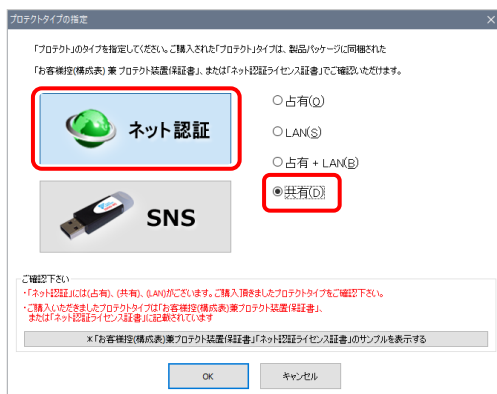 プロテクトタイプの指定
「プロテクト」のタイプを指定してください。ご購入された「プロテクト」タイプは、製品パッケージに同梱された
「お客様控(構成表) 兼 プロテクト装置保証書」、または「ネット認証ライセンス証書」でご確認いただけます。
ネット認証
SNS
占有(O)
LAN(S)
占有 + LAN(B)
共有(D)
ご確認下さい
・「ネット認証」には(占有)、(共有)、(LAN)がございます。ご購入頂きましたプロテクトタイプをご確認下さい。
・ご購入いただきましたプロテクトタイプは「お客様控(構成表)兼プロテクト装置保証書」、
または「ネット認証ライセンス証書」に記載されています
※「お客様控(構成表)兼プロテクト装置保証書」「ネット認証ライセンス証書」のサンプルを表示する
OK
キャンセル